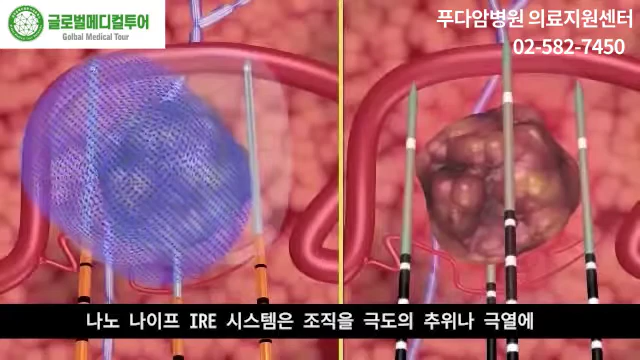 글로벌메디컬투어
Golbal Medical Tour
푸다암병원 의료지원센터
02-582-7450
나노 나이프 IRE 시스템은 조직을 극도의 추위나 극열에